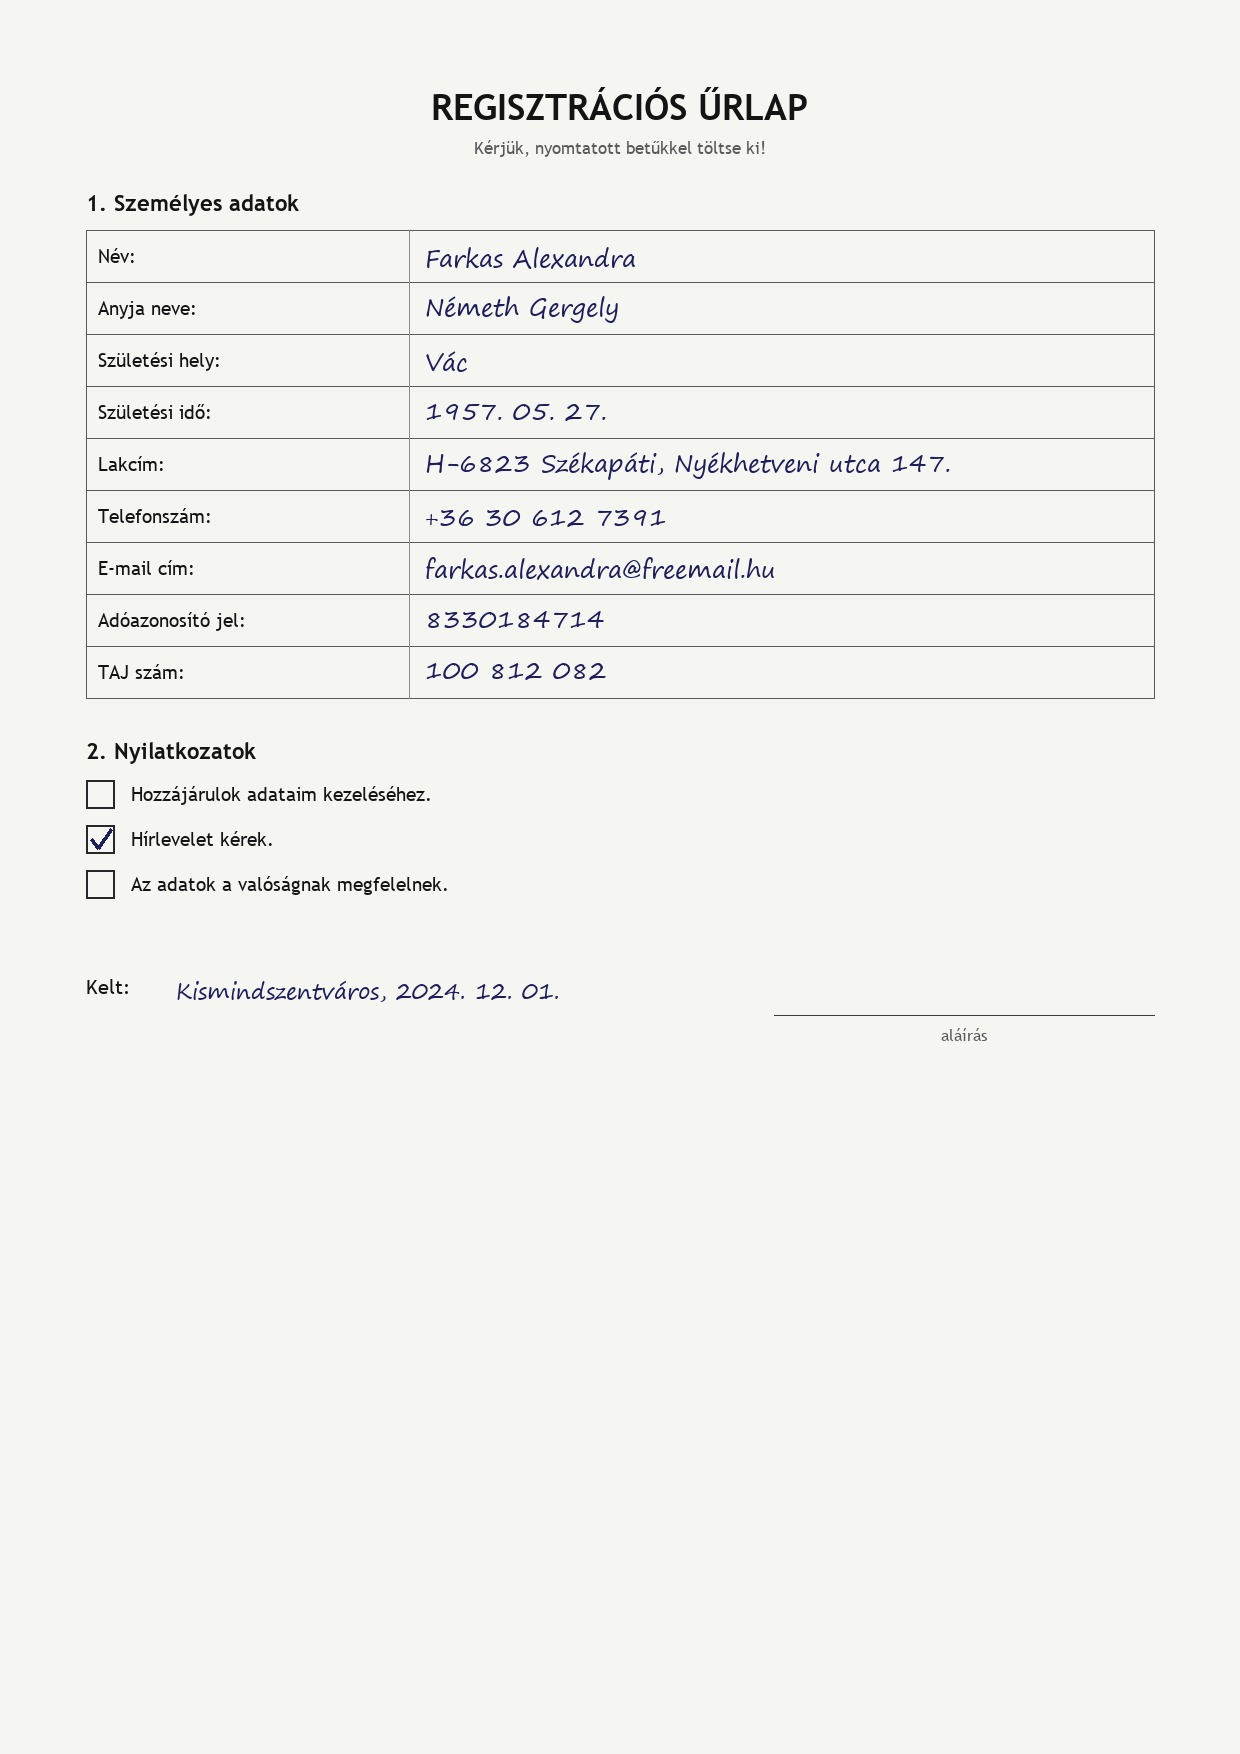 REGISZTRÁCIÓS ŰRLAP
Kérjük, nyomtatott betűkkel töltse ki!
1. Személyes adatok
Név: Farkas Alexandra
Anyja neve: Németh Gergely
Születési hely: Vác
Születési idő: 1957. 05. 27.
Lakcím: H-6823 Székapáti, Nyékhetveni utca 147.
Telefonszám: +36 30 612 7391
E-mail cím: farkas.alexandra@freemail.hu
Adóazonosító jel: 8330184714
TAJ szám: 100 812 082
2. Nyilatkozatok
Hozzájárulok adataim kezeléséhez.
Hírlevelet kérek.
Az adatok a valóságnak megfelelnek.
Kelt: Kismindszentváros, 2024. 12. 01.
aláírás